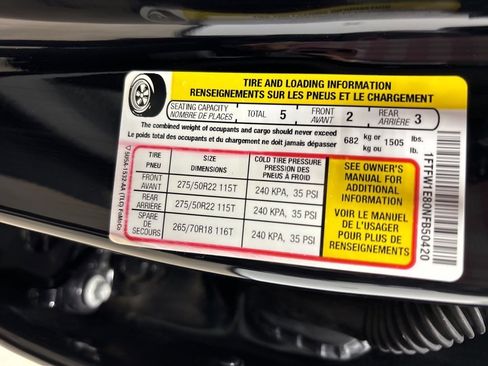 TIRE AND LOADING INFORMATION
RENSEIGNEMENTS SUR LES PNEUS ET LE CHARGEMENT
SEATING CAPACITY TOTAL 5 FRONT 2 REAR 3
NOMBRE DE PLACES AVANT ARRIÈRE
The combined weight of occupants and cargo should never exceed 682 kg or 1505 lbs.
Le poids total des occupants et du chargement ne doit jamais dépasser kg ou lb.
TIRE SIZE COLD TIRE PRESSURE
PNEU DIMENSIONS PRESSION DES PNEUS À FROID
FRONT
AVANT 275/50R22 115T 240 KPA, 35 PSI
REAR
ARRIÈRE 275/50R22 115T 240 KPA, 35 PSI
SPARE
DE SECOURS 265/70R18 116T 240 KPA, 35 PSI
SEE OWNER'S
MANUAL FOR
ADDITIONAL
INFORMATION
VOIR LE MANUEL
DE L'USAGER
POUR PLUS DE
RENSEIGNEMENTS
1FTFW1E80NFB50420